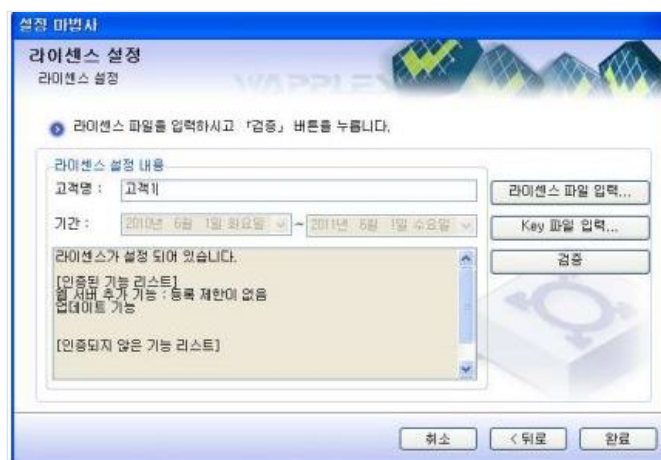 설정 마법사
라이센스 설정
라이센스 설정
WAPPLES
라이센스 파일을 입력하시고 「검증」 버튼을 누릅니다.
라이센스 설정 내용
고객명 : 고객1 라이센스 파일 입력...
기간 : 2010년 6월 1일 화요일 ~ 2011년 6월 1일 수요일 Key 파일 입력...
라이센스가 설정 되어 있습니다. 검증
[인증된 기능 리스트]
웹 서버 추가 기능 : 등록 제한이 없음
업데이트 기능
[인증되지 않은 기능 리스트]
취소 < 뒤로 완료